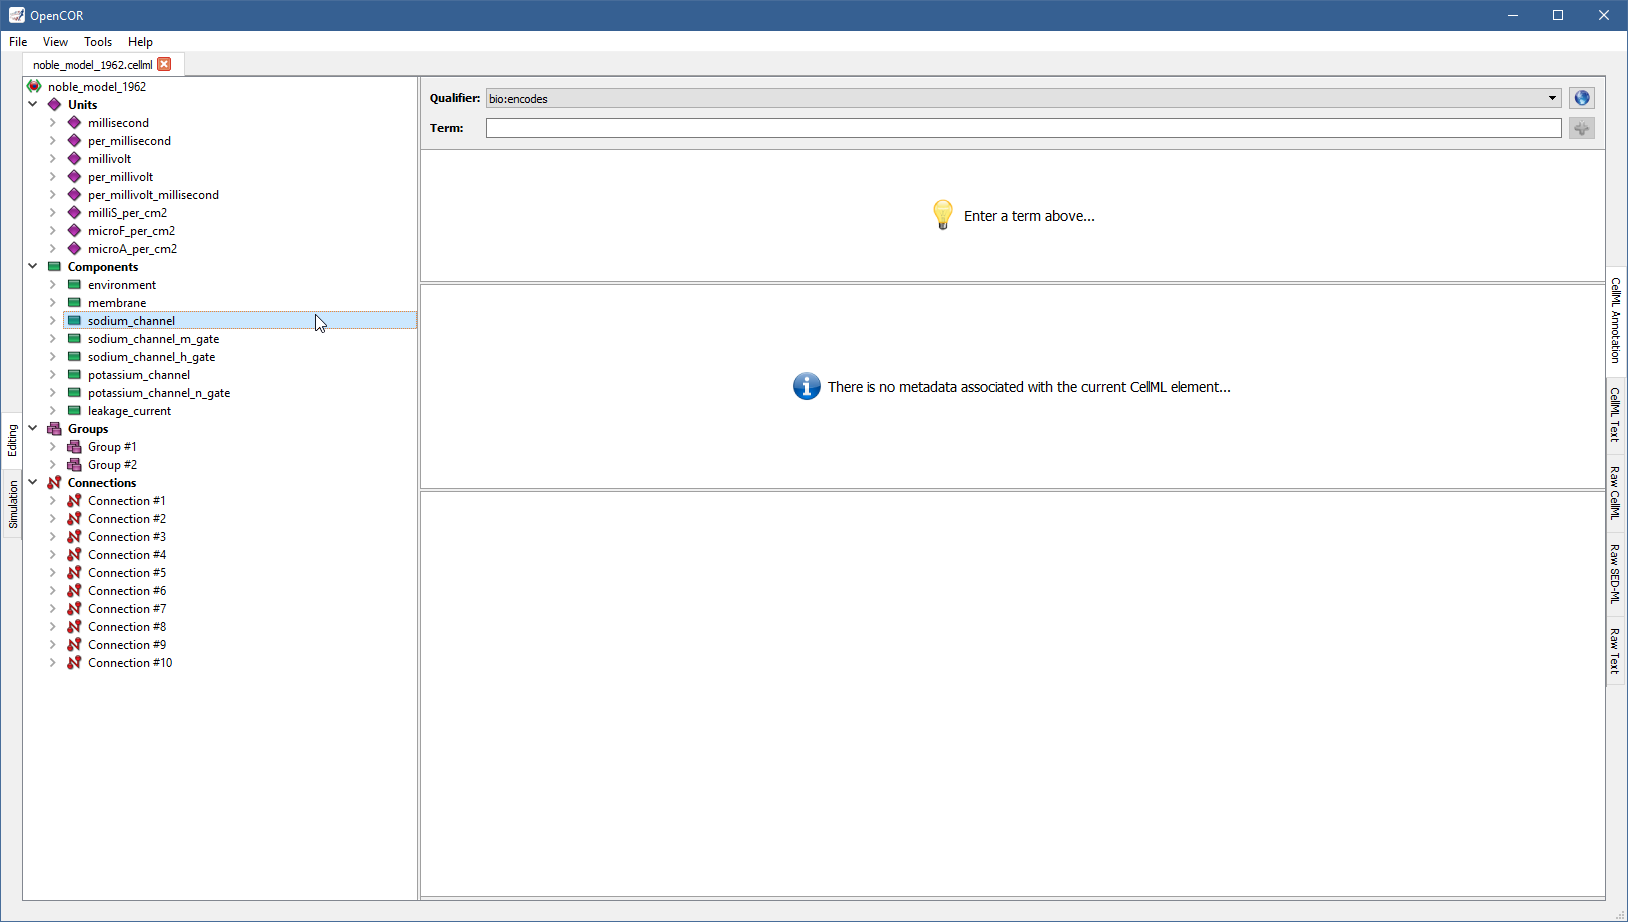 OpenCOR
File View Tools Help
noble_model_1962.cellml
noble_model_1962
Units
millisecond
per_millisecond
millivolt
per_millivolt
per_millivolt_millisecond
milliS_per_cm2
microF_per_cm2
microA_per_cm2
Components
environment
membrane
sodium_channel
sodium_channel_m_gate
sodium_channel_h_gate
potassium_channel
potassium_channel_n_gate
leakage_current
Groups
Group #1
Group #2
Connections
Connection #1
Connection #2
Connection #3
Connection #4
Connection #5
Connection #6
Connection #7
Connection #8
Connection #9
Connection #10
Editing
Simulation
Qualifier: bio:encodes
Term:
Enter a term above...
There is no metadata associated with the current CellML element...
CellML Annotation
CellML Text
Raw CellML
Raw SED-ML
Raw Text